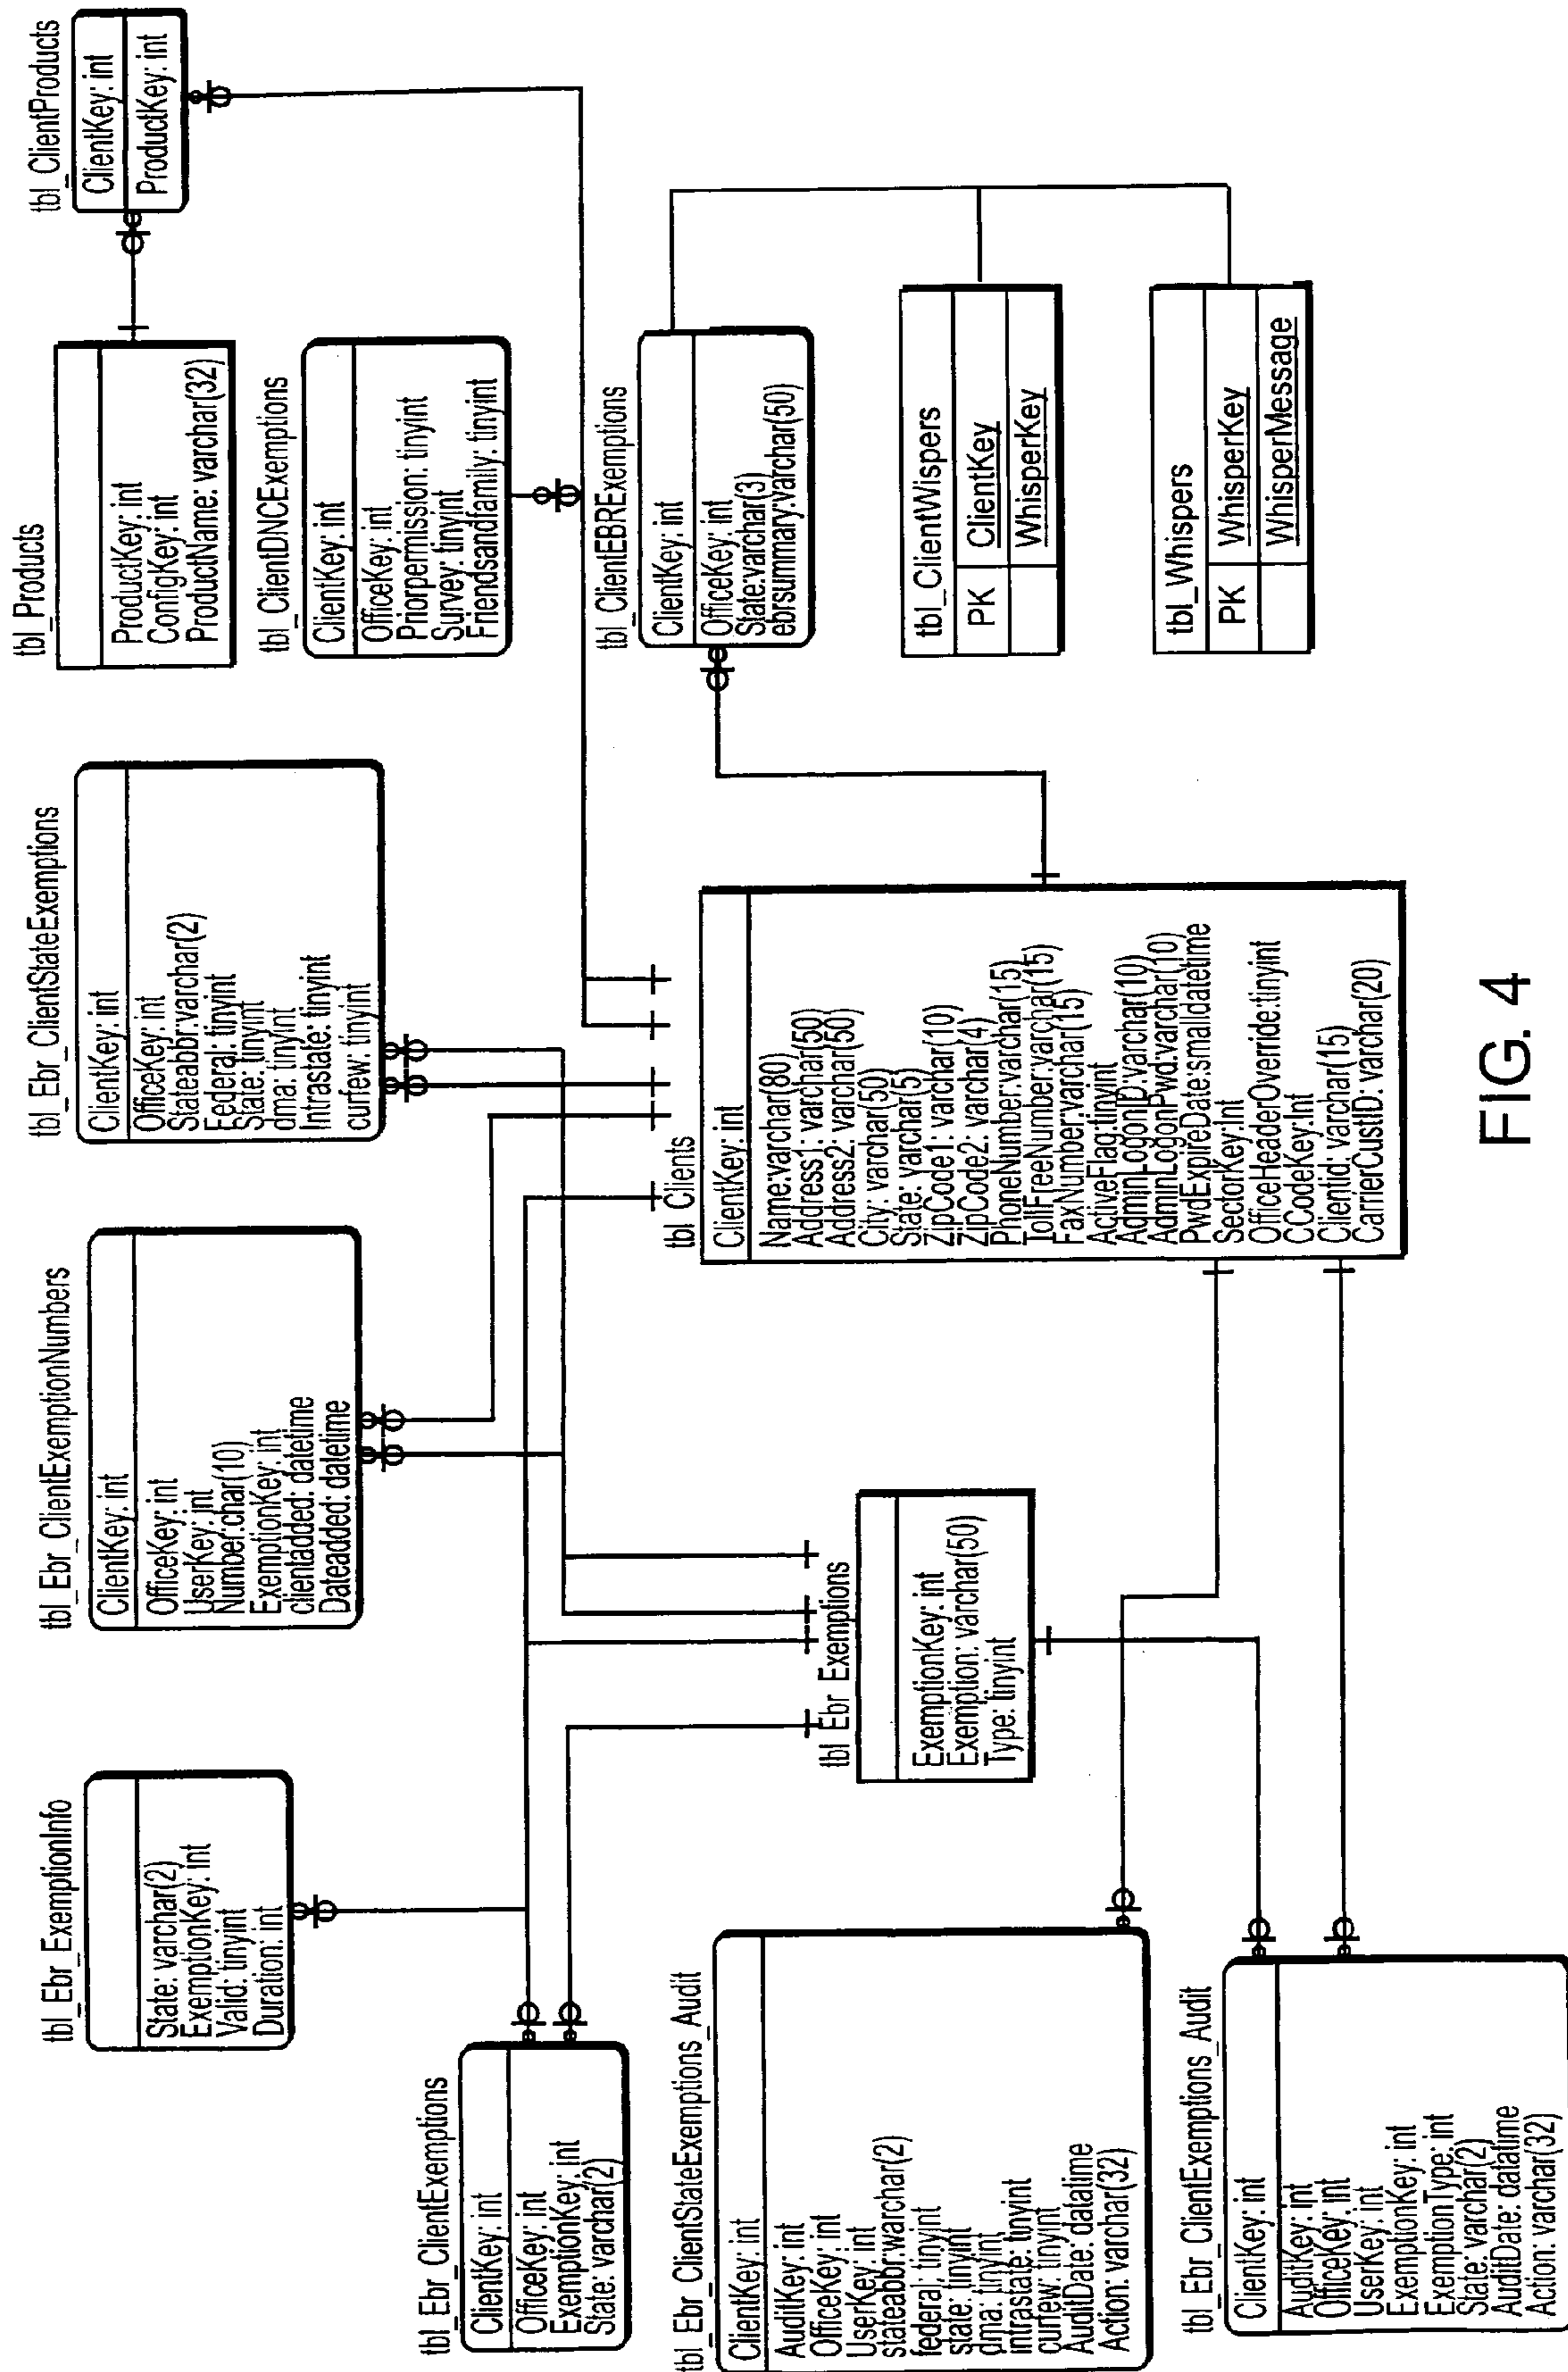 tbl_Ebr_ExemptionInfo
State: varchar(2)
ExemptionKey: int
Valid: tinyint
Duration: int
tbl_Ebr_ClientExemptionNumbers
ClientKey: int
OfficeKey: int
UserKey: int
Number:char(10)
ExemptionKey: int
clientadded: datetime
Dateadded: datetime
tbl_Ebr_ClientStateExemptions
ClientKey: int
OfficeKey: int
Stateabbr:varchar(2)
Federal: tinyint
State: tinyint
dma: tinyint
Intrastate: tinyint
curfew: tinyint
tbl_Products
ProductKey: int
ConfigKey: int
ProductName: varchar(32)
tbl_ClientProducts
ClientKey: int
ProductKey: int
tbl_ClientDNCExemptions
ClientKey: int
OfficeKey: int
Priorpermission: tinyint
Survey: tinyint
Friendsandfamily: tinyint
tbl_Ebr_ClientExemptions
ClientKey: int
OfficeKey: int
ExemptionKey: int
State: varchar(2)
tbl_ClientEBRExemptions
ClientKey: int
OfficeKey: int
State:varchar(3)
ebrsummary:varchar(50)
tbl_Ebr_ClientStateExemptions_Audit
ClientKey: int
AuditKey: int
OfficeKey: int
UserKey: int
stateabbr:warchar(2)
federal: tinyint
state: tinyint
dma: tinyint
intrastate: tinyint
curfew: tinyint
AuditDate: datatime
Action: varchar(32)
tbl_Ebr_Exemptions
ExemptionKey: int
Exemption: varchar(50)
Type: tinyint
tbl_Clients
ClientKey: int
Name:varchar(80)
Address1: varchar(50)
Address2: varchar(50)
City: varchar(50)
State: varchar(5)
ZipCode1: varchar(10)
ZipCode2: varchar(4)
PhoneNumber:varchar(15)
TollFreeNumber:varchar(15)
FaxNumber:varchar(15)
ActiveFlag:tinyint
AdminLogonID:varchar(10)
AdminLogonPwd:varchar(10)
PwdExpireDate:smalldatetime
SectorKey:Int
OfficeHeaderOverride:tinyint
CCodeKey:Int
Clientid: varchar(15)
CarrierCustID: varchar(20)
tbl_ClientWispers
PK ClientKey
WhisperKey
tbl_Whispers
PK WhisperKey
WhisperMessage
tbl_Ebr_ClientExemptions_Audit
ClientKey: int
AuditKey: int
OfficeKey: int
UserKey: int
ExemptionKey: int
ExemptionType: int
State: varchar(2)
AuditDate: datatime
Action: varchar(32)
FIG. 4